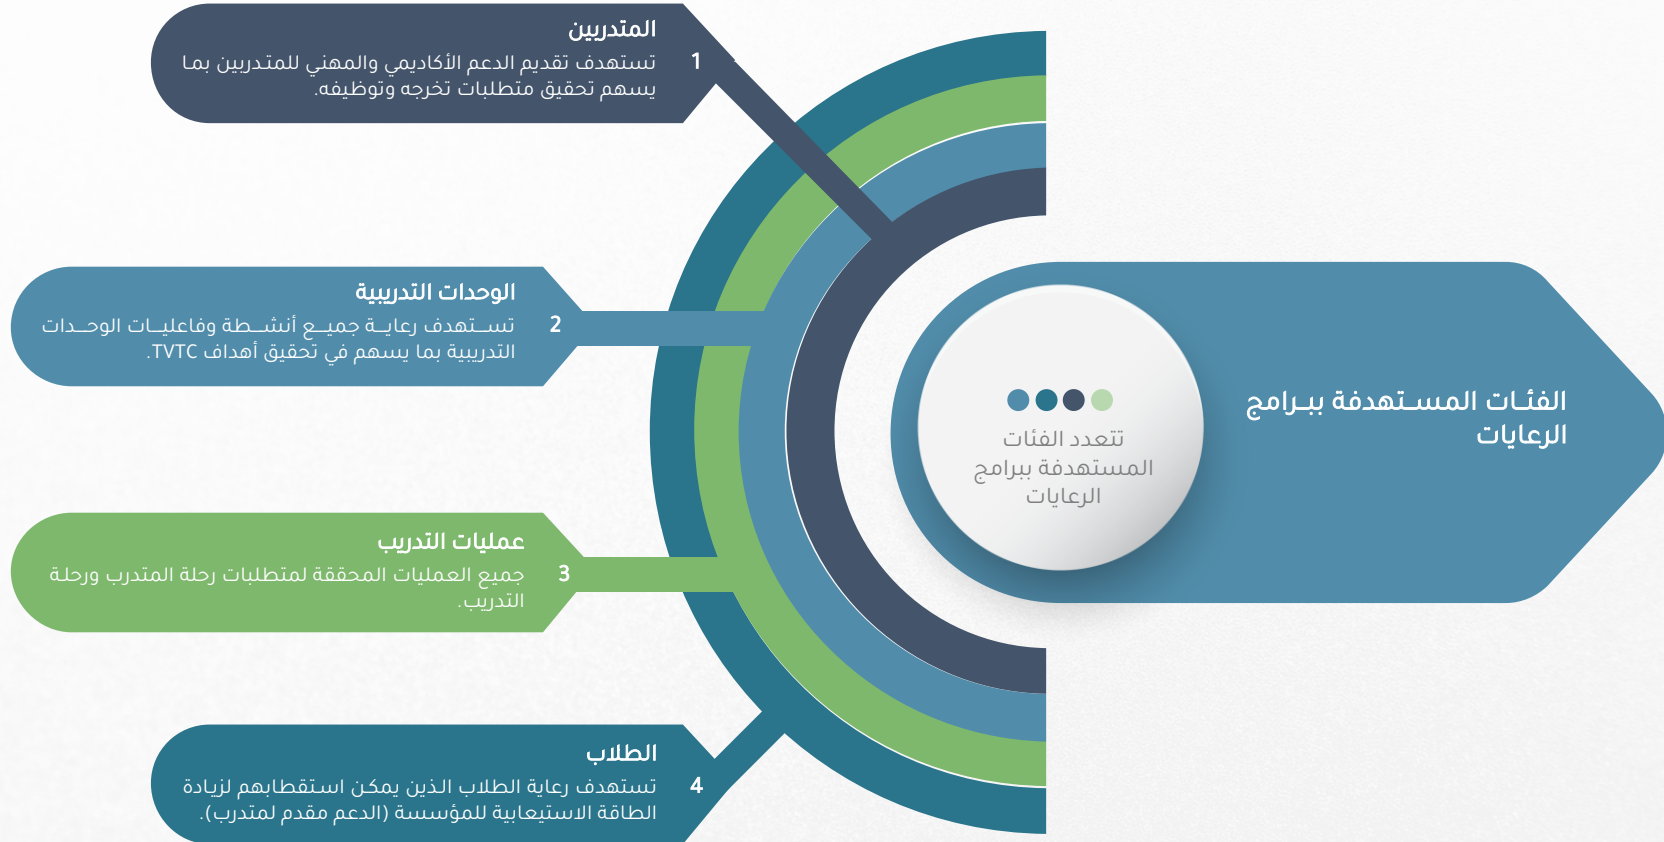 الفئات المستهدفة ببرامج
الرعايات
تتعدد الفئات
المستهدفة ببرامج
الرعايات
المتدربين
1
تستهدف تقديم الدعم الأكاديمي والمهني للمتدربين بما
يسهم تحقيق متطلبات تخرجه وتوظيفه.
الوحدات التدريبية
2
تستهدف رعاية جميع أنشطة وفاعليات الوحدات
التدريبية بما يسهم في تحقيق أهداف TVTC.
عمليات التدريب
3
جميع العمليات المحققة لمتطلبات رحلة المتدرب ورحلة
التدريب.
الطلاب
4
تستهدف رعاية الطلاب الذين يمكن استقطابهم لزيادة
الطاقة الاستيعابية للمؤسسة (الدعم مقدم لمتدرب).